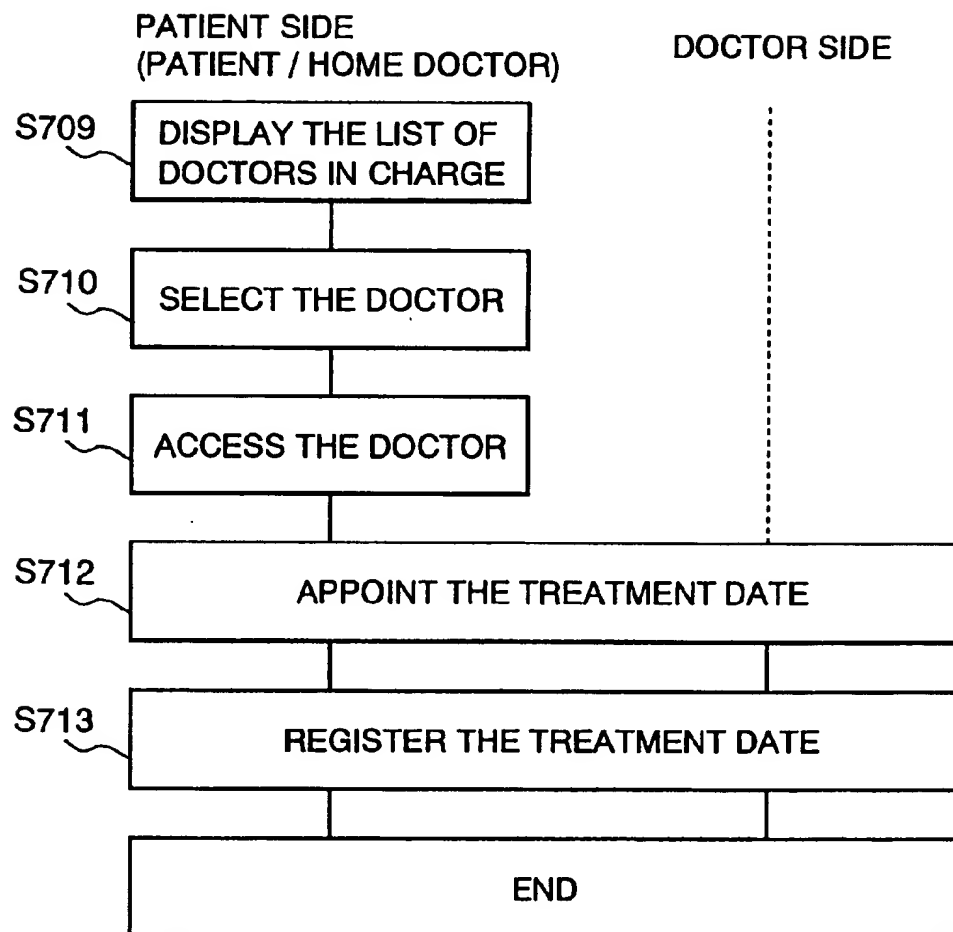 PATIENT SIDE
(PATIENT / HOME DOCTOR)
DOCTOR SIDE
S709
DISPLAY THE LIST OF
DOCTORS IN CHARGE
S710
SELECT THE DOCTOR
S711
ACCESS THE DOCTOR
S712
APPOINT THE TREATMENT DATE
S713
REGISTER THE TREATMENT DATE
END